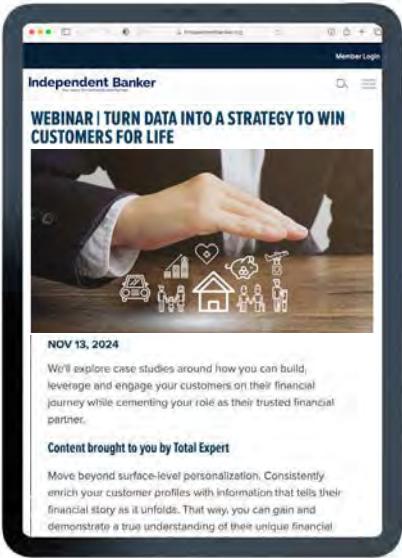 Member Login
Independent Banker
WEBINAR | TURN DATA INTO A STRATEGY TO WIN
CUSTOMERS FOR LIFE
NOV 13, 2024
We'll explore case studies around how you can build,
leverage and engage your customers on their financial
journey while cementing your role as their trusted financial
partner.
Content brought to you by Total Expert
Move beyond surface-level personalization. Consistently
enrich your customer profiles with information that tells their
financial story as it unfolds. That way, you can gain and
demonstrate a true understanding of their unique financial